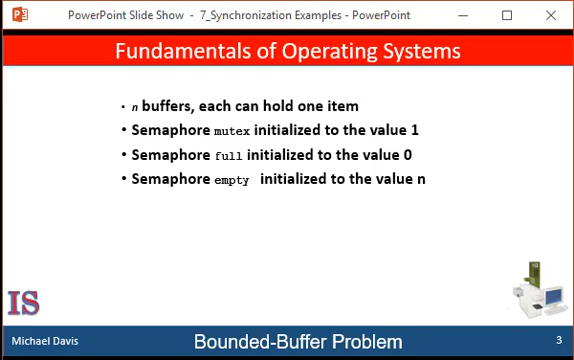 PowerPoint Slide Show - 7_Synchronization Examples - PowerPoint
Fundamentals of Operating Systems
• n buffers, each can hold one item
• Semaphore mutex initialized to the value 1
• Semaphore full initialized to the value 0
• Semaphore empty initialized to the value n
IS
Michael Davis
Bounded-Buffer Problem
3